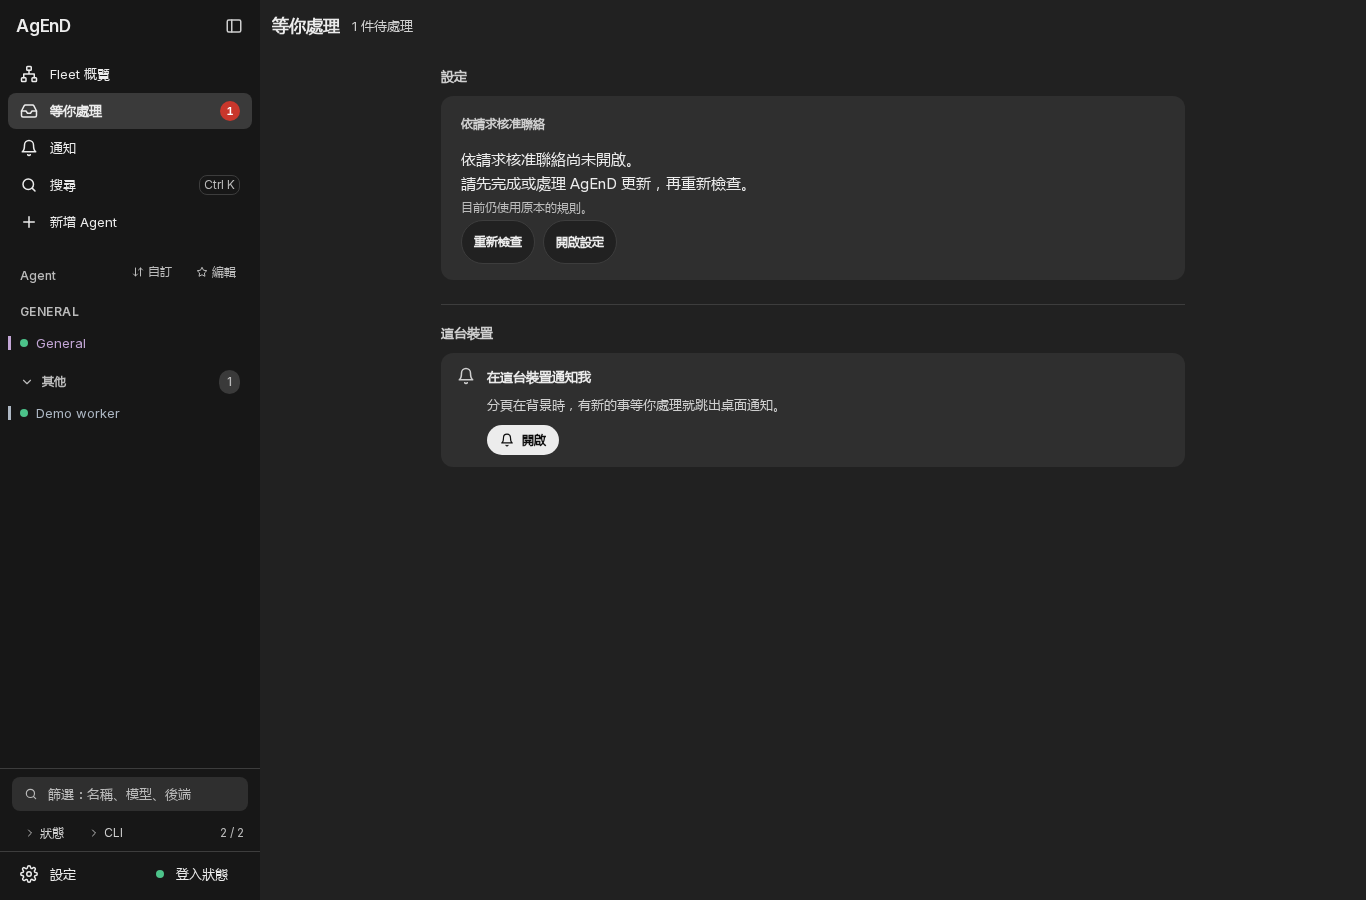 AgEnD
Fleet 概覽
等你處理
1
通知
搜尋
Ctrl K
新增 Agent
Agent
自訂
編輯
GENERAL
General
其他
1
Demo worker
篩選：名稱、模型、後端
狀態
CLI
2 / 2
設定
登入狀態
等你處理
1 件待處理
設定
依請求核准聯絡
依請求核准聯絡尚未開啟。
請先完成或處理 AgEnD 更新，再重新檢查。
目前仍使用原本的規則。
重新檢查
開啟設定
這台裝置
在這台裝置通知我
分頁在背景時，有新的事等你處理就跳出桌面通知。
開啟